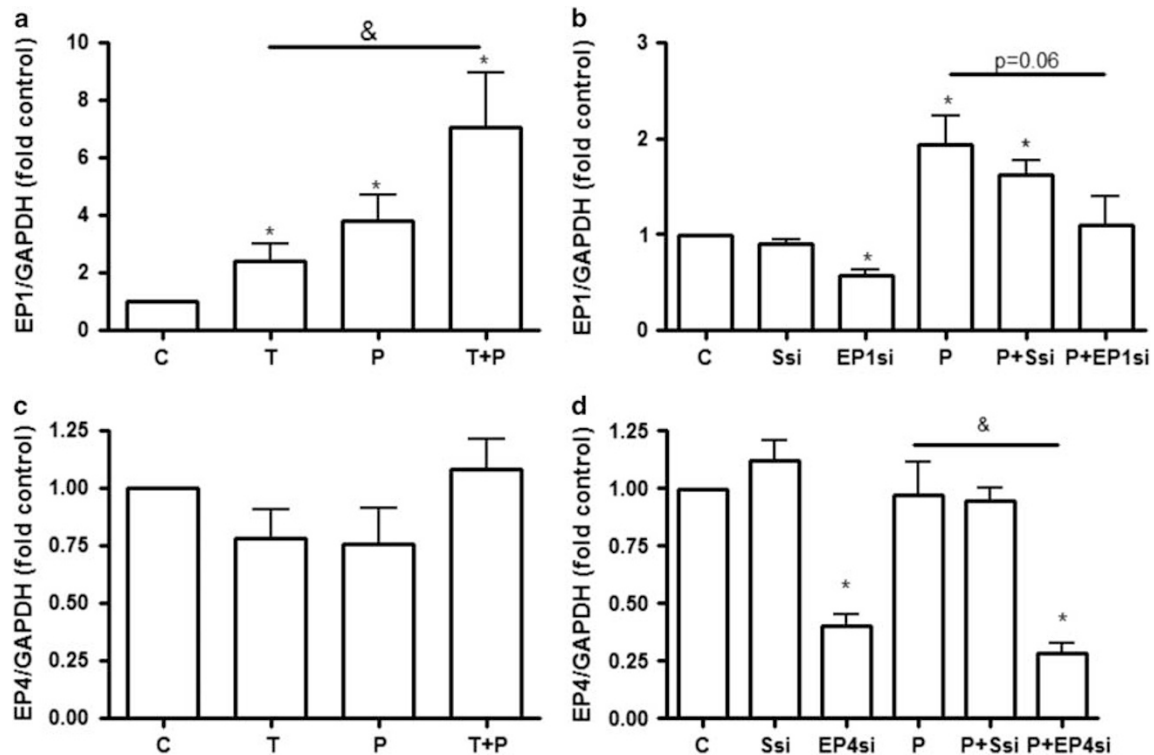 a
EP1/GAPDH (fold control)
10
8
6
4
2
0
&
*
*
*
C T P T+P
b
EP1/GAPDH (fold control)
3
2
1
0
p=0.06
*
*
*
C Ssi EP1si P P+Ssi P+EP1si
c
EP4/GAPDH (fold control)
1.25
1.00
0.75
0.50
0.25
0.00
C T P T+P
d
EP4/GAPDH (fold control)
1.25
1.00
0.75
0.50
0.25
0.00
&
*
*
C Ssi EP4si P P+Ssi P+EP4si